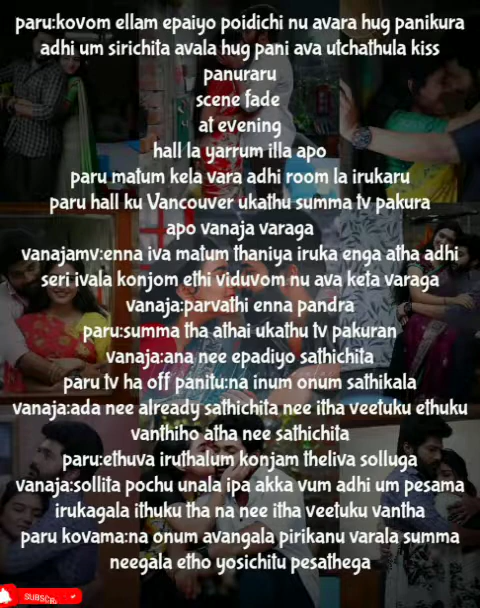 paru:kovom ellam epaiyo poidichi nu avara hug panikura
adhi um sirichita avala hug pani ava utchathula kiss
panuraru
scene fade
at evening
hall la yarrum illa apo
paru matum kela vara adhi room la irukaru
paru hall ku Vancouver ukathu summa tv pakura
apo vanaja varaga
vanajamv:enna iva matum thaniya iruka enga atha adhi
seri ivala konjom ethi viduvom nu ava keta varaga
vanaja:parvathi enna pandra
paru:summa tha athai ukathu tv pakuran
vanaja:ana nee epadiyo sathichita
paru tv ha off panitu:na inum onum sathikala
vanaja:ada nee already sathichita nee itha veetuku ethuku
vanthiho atha nee sathichita
paru:ethuva iruthalum konjam theliva solluga
vanaja:sollita pochu unala ipa akka vum adhi um pesama
irukagala ithuku tha na nee itha veetuku vantha
paru kovama:na onum avangala pirikanu varala summa
neegala etho yosichitu pesathega